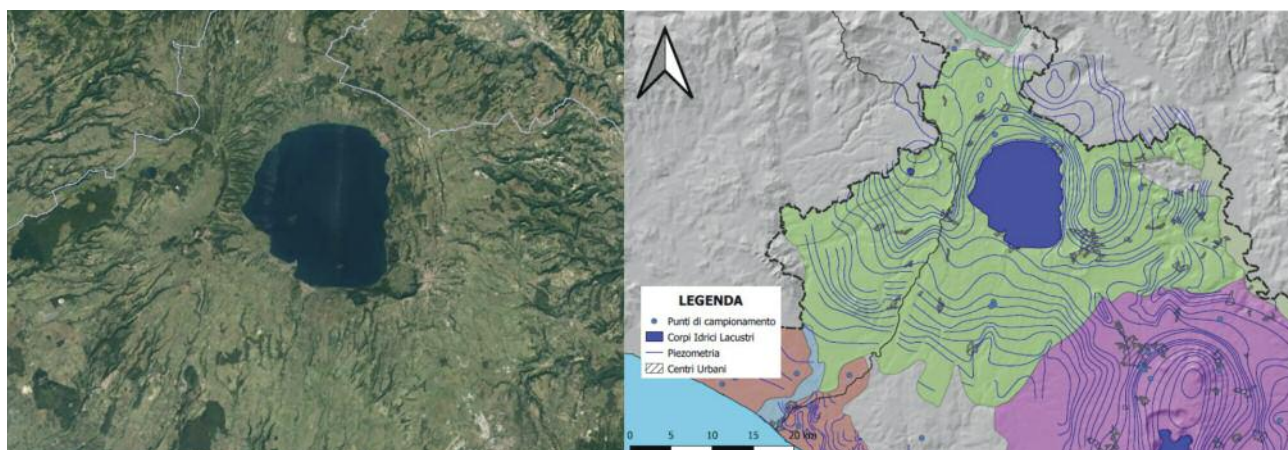 LEGENDA
Punti di campionamento
Corpi Idrici Lacustri
Piezometria
Centri Urbani
0 5 10 15 20 km